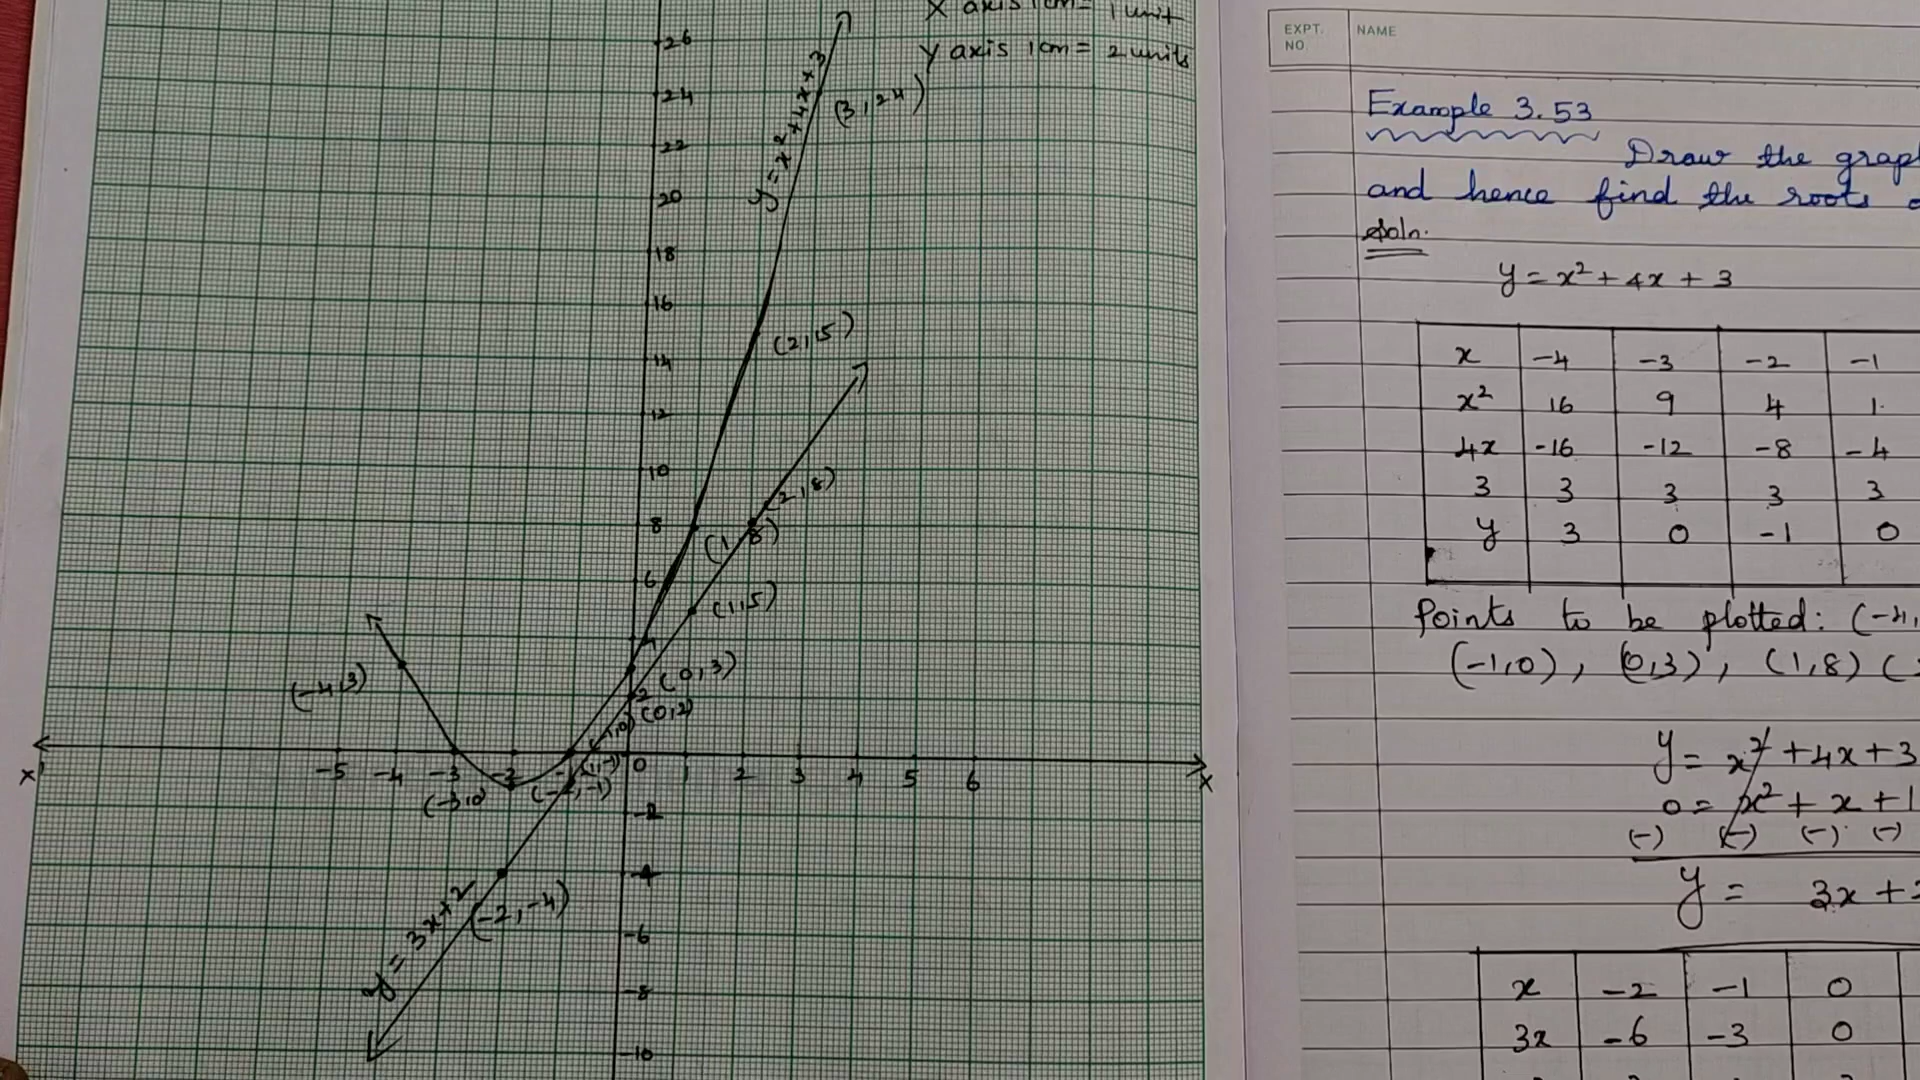 X axis 1cm = 1 unit
Y axis 1cm = 2 units
26
24
22
20
18
16
14
12
10
8
6
4
2
y = x² + 4x + 3
(3, 24)
(2, 15)
(2, 8)
(1, 8)
(1, 5)
(0, 3)
(0, 2)
(-4, 3)
X' -5 -4 -3 -2 -1 0 1 2 3 4 5 6 X
(-3, 0) (-2, -1)
-2
-4
(-2, -4)
y = 3x + 2
-6
-8
-10
EXPT. NO. NAME
Example 3.53
Draw the grap
and hence find the roots
Soln.
y = x² + 4x + 3
x -4 -3 -2 -1
x² 16 9 4 1
4x -16 -12 -8 -4
3 3 3 3 3
y 3 0 -1 0
Points to be plotted: (-4,
(-1,0), (0,3), (1,8) (
y = x² + 4x + 3
0 = x² + x + 1
(-) (-) (-) (-)
y = 3x +
x -2 -1 0
3x -6 -3 0